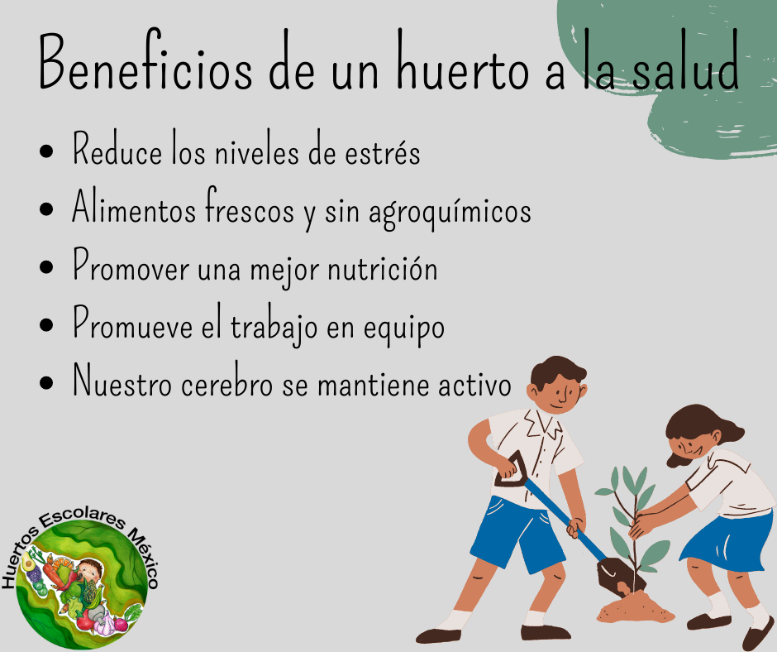 Beneficios de un huerto a la salud
• Reduce los niveles de estrés
• Alimentos frescos y sin agroquímicos
• Promover una mejor nutrición
• Promueve el trabajo en equipo
• Nuestro cerebro se mantiene activo
Huertos Escolares México